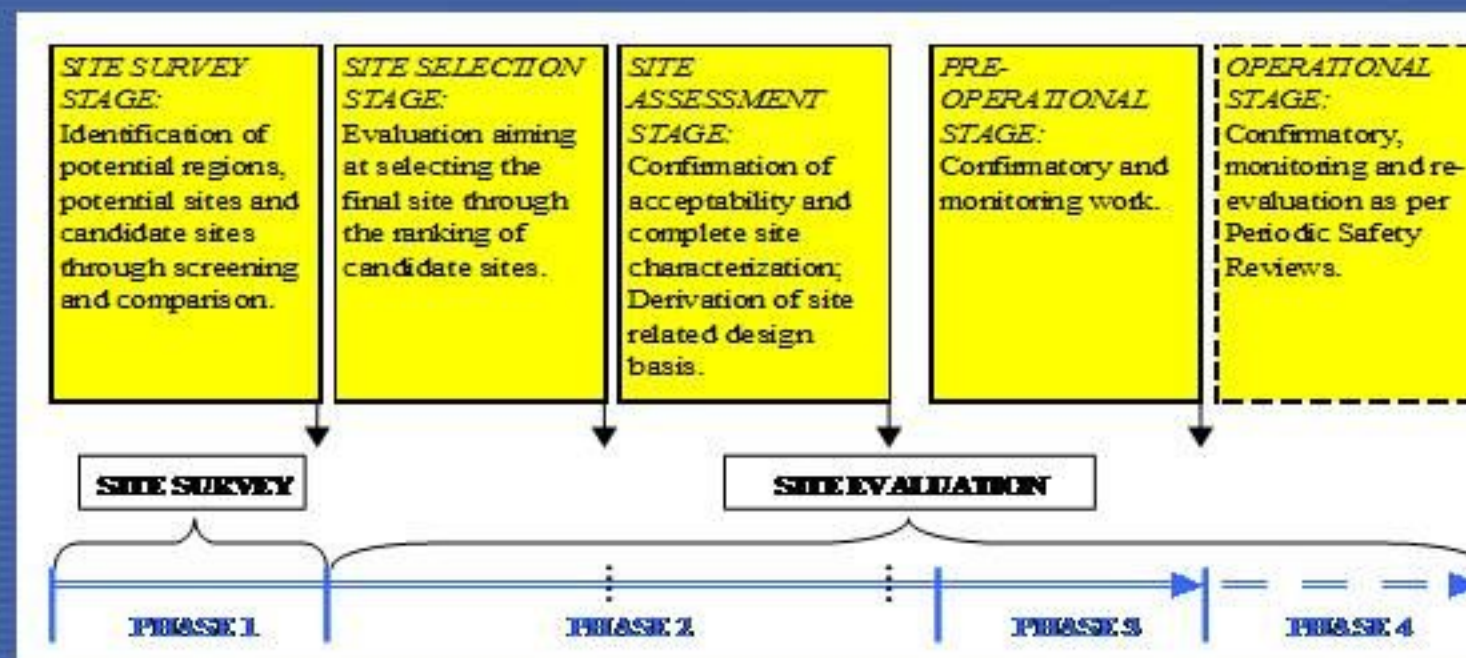 SITE SURVEY
STAGE:
Identification of
potential regions,
potential sites and
candidate sites
through screening
and comparison.
SITE SELECTION
STAGE:
Evaluation aiming
at selecting the
final site through
the ranking of
candidate sites.
SITE
ASSESSMENT
STAGE:
Confirmation of
acceptability and
complete site
characterization;
Derivation of site
related design
basis.
PRE-
OPERATIONAL
STAGE:
Confirmatory and
monitoring work.
OPERATIONAL
STAGE:
Confirmatory,
monitoring and re-
evaluation as per
Periodic Safety
Reviews.
SITE SURVEY
SITE EVALUATION
PHASE 1
PHASE 2
PHASE 3
PHASE 4